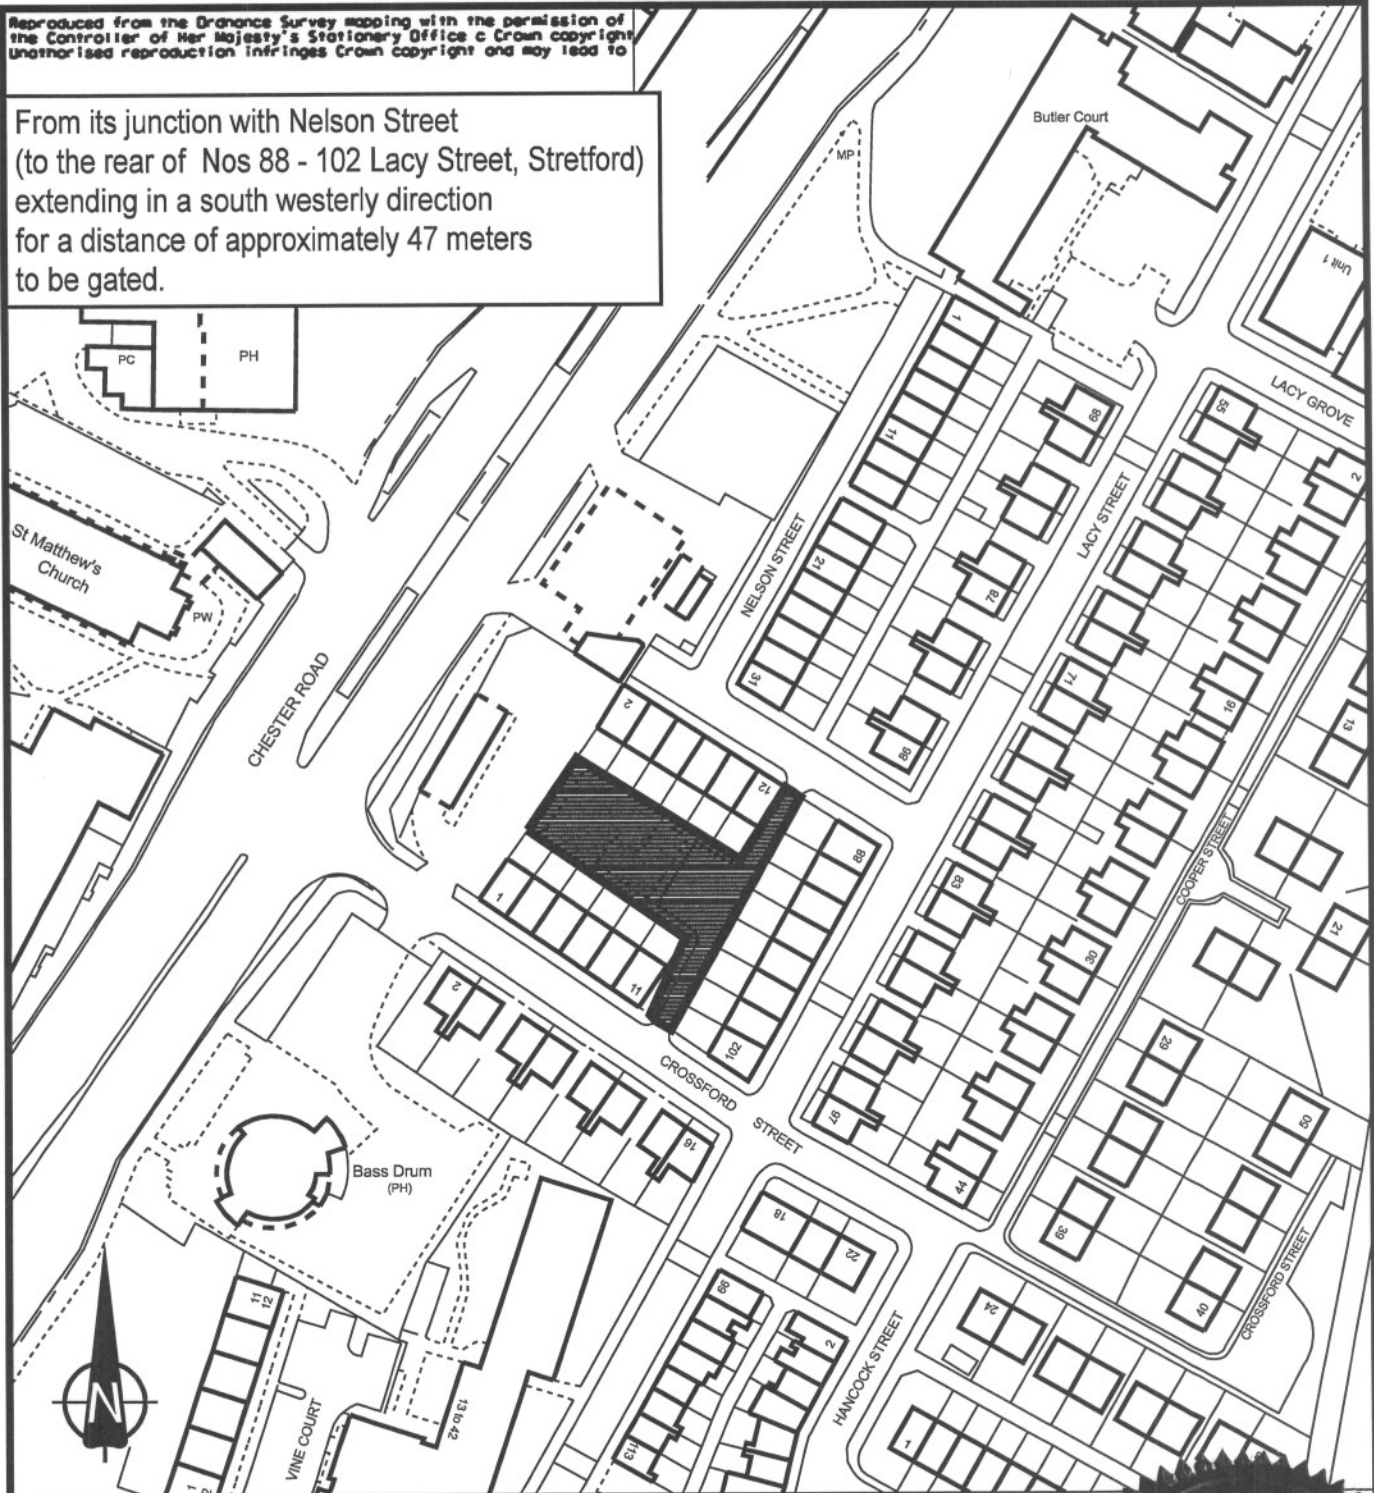 Reproduced from the Ordnance Survey mapping with the permission of
the Controller of Her Majesty's Stationery Office c Crown copyright
Unathorised reproduction infringes Crown copyright and may lead to
From its junction with Nelson Street
(to the rear of Nos 88 - 102 Lacy Street, Stretford)
extending in a south westerly direction
for a distance of approximately 47 meters
to be gated.
Butler Court
MP
Unit 1
PC
PH
1
LACY GROVE
68
55
11
2
LACY STREET
St Matthew's
Church
NELSON STREET
21
78
PW
31
71
16
13
CHESTER ROAD
2
86
12
88
COOPER STREET
83
1
21
30
11
2
29
102
CROSSFORD
STREET
50
97
16
Bass Drum
(PH)
44
18
39
22
CROSSFORD STREET
11
12
99
40
24
2
HANCOCK STREET
N
13 to 42
VINE COURT
113
1
1
2